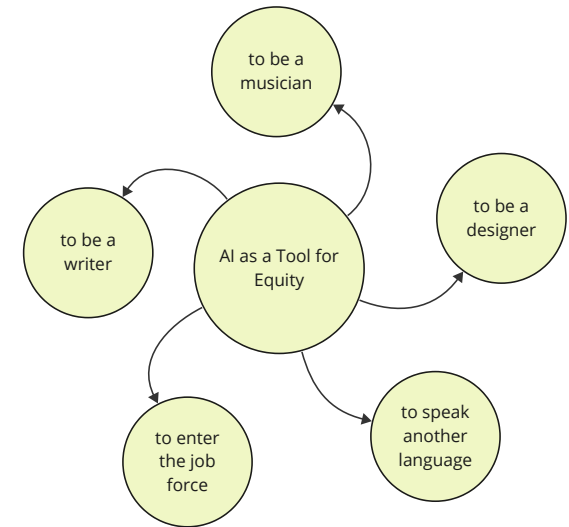 to be a
musician
to be a
designer
to be a
writer
AI as a Tool for
Equity
to speak
another
language
to enter
the job
force